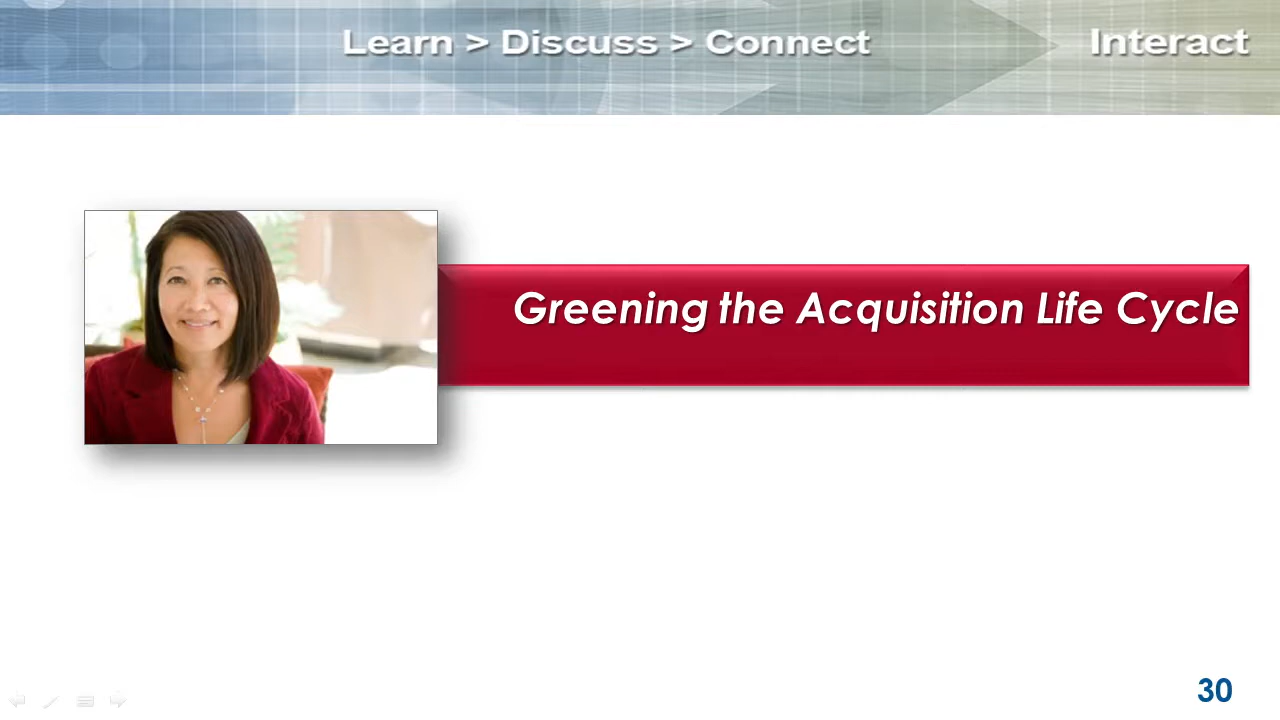 Learn > Discuss > Connect
Interact
Greening the Acquisition Life Cycle
30